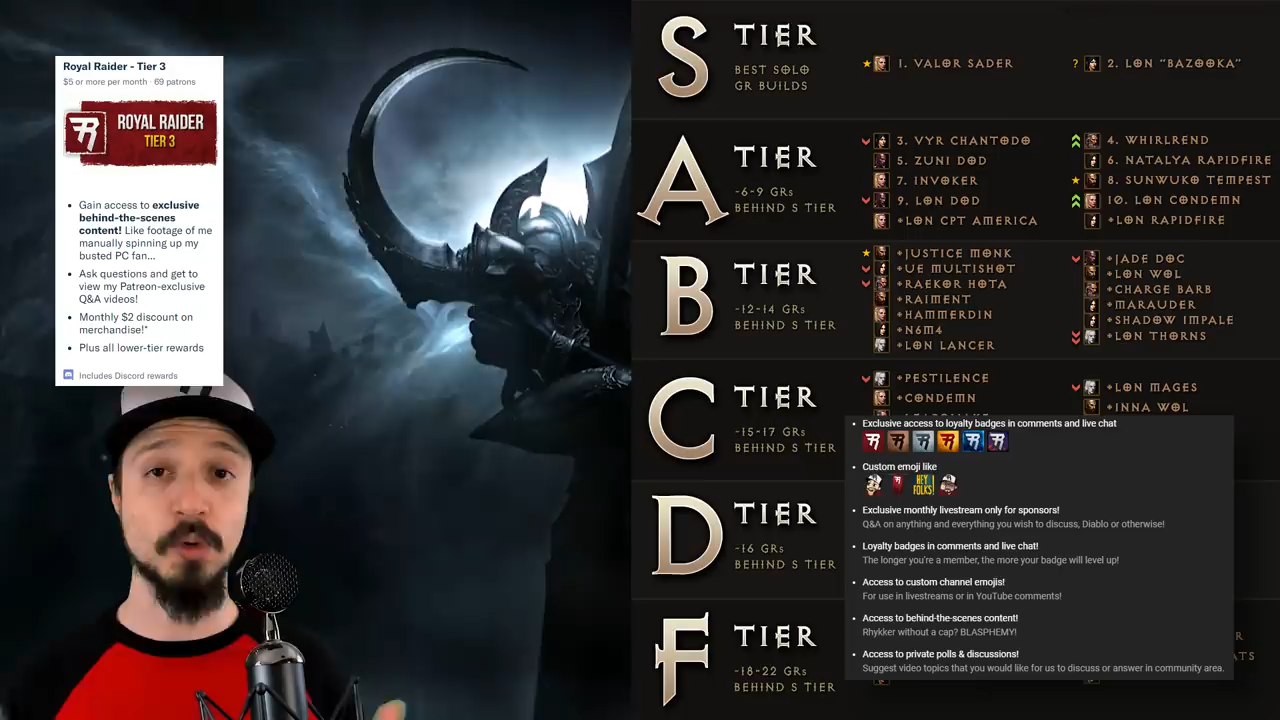 Royal Raider - Tier 3
$5 or more per month · 69 patrons
ROYAL RAIDER
TIER 3
• Gain access to exclusive
behind-the-scenes
content! Like footage of me
manually spinning up my
busted PC fan...
• Ask questions and get to
view my Patreon-exclusive
Q&A videos!
• Monthly $2 discount on
merchandise!*
• Plus all lower-tier rewards
Includes Discord rewards
S TIER
BEST SOLO
GR BUILDS
1. VALOR SADER
? 2. LON "BAZOOKA"
A TIER
-6-9 GRs
BEHIND S TIER
3. VYR CHANTODO
4. WHIRLREND
5. ZUNI DOD
6. NATALYA RAPIDFIRE
7. INVOKER
8. SUNWUKO TEMPEST
9. LON DOD
10. LON CONDEMN
+LON CPT AMERICA
+LON RAPIDFIRE
B TIER
-12-14 GRs
BEHIND S TIER
+JUSTICE MONK
+UE MULTISHOT
+RAEKOR HOTA
+RAIMENT
+HAMMERDIN
+N6M4
+LON LANCER
+JADE DOC
+LON WOL
+CHARGE BARB
+MARAUDER
+SHADOW IMPALE
+LON THORNS
C TIER
-15-17 GRs
BEHIND S TIER
+PESTILENCE
+CONDEMN
+LON MAGES
+INNA WOL
D TIER
-16 GRs
BEHIND S TIER
F TIER
-18-22 GRs
BEHIND S TIER
• Exclusive access to loyalty badges in comments and live chat
• Custom emoji like
HEY
FOLKS!
• Exclusive monthly livestream only for sponsors!
Q&A on anything and everything you wish to discuss, Diablo or otherwise!
• Loyalty badges in comments and live chat!
The longer you're a member, the more your badge will level up!
• Access to custom channel emojis!
For use in livestreams or in YouTube comments!
• Access to behind-the-scenes content!
Rhykker without a cap? BLASPHEMY!
• Access to private polls & discussions!
Suggest video topics that you would like for us to discuss or answer in community area.